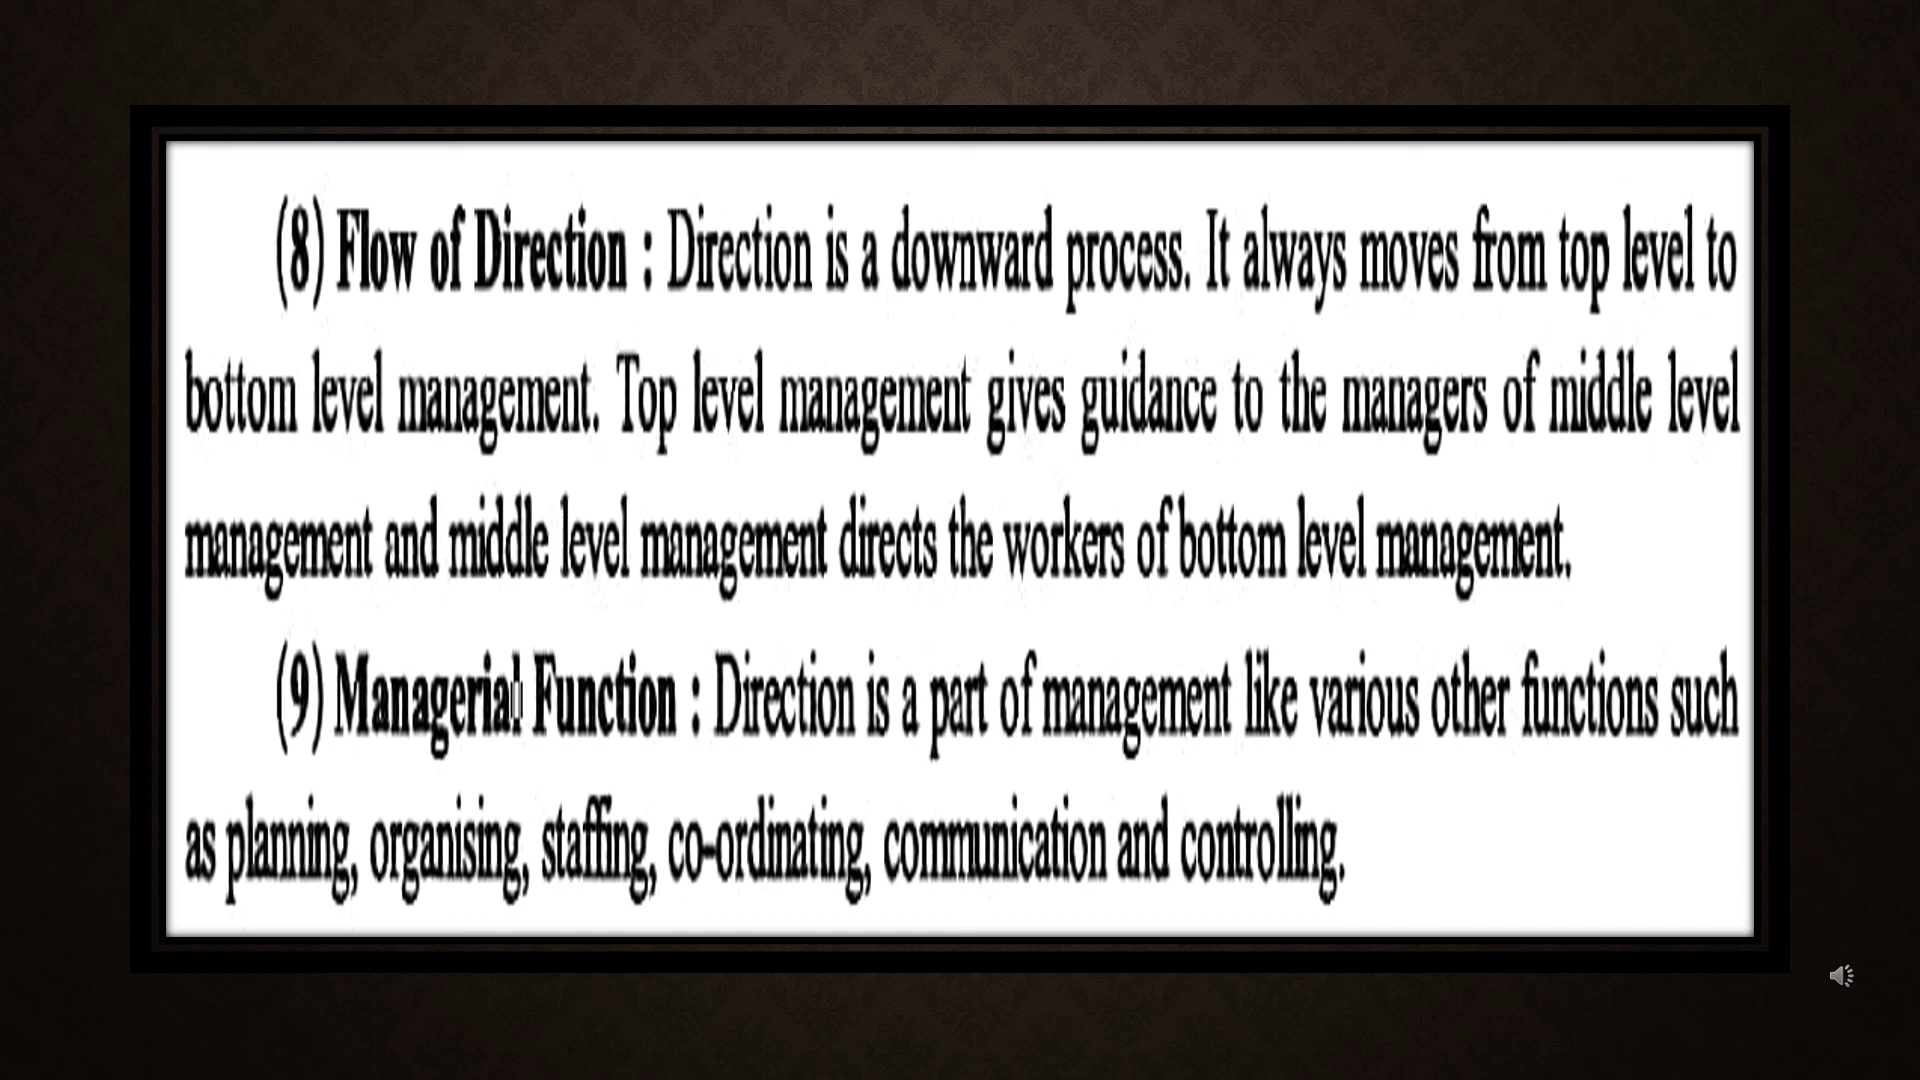 (8) Flow of Direction : Direction is a downward process. It always moves from top level to
bottom level management. Top level management gives guidance to the managers of middle level
management and middle level management directs the workers of bottom level management.
(9) Managerial Function : Direction is a part of management like various other functions such
as planning, organising, staffing, co-ordinating, communication and controlling.